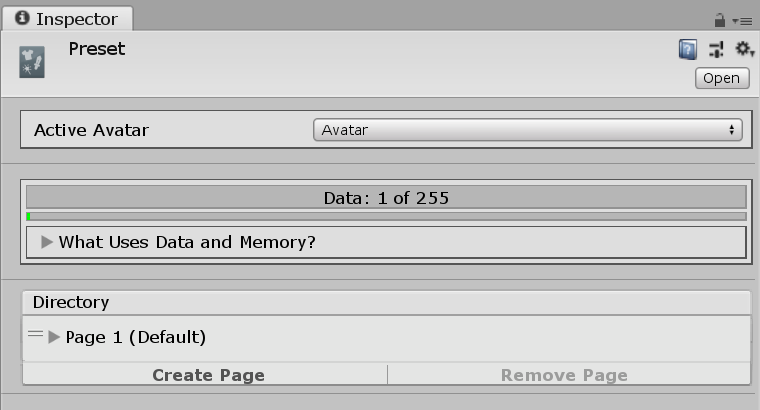 Inspector
Preset
Open
Active Avatar Avatar
Data: 1 of 255
What Uses Data and Memory?
Directory
Page 1 (Default)
Create Page Remove Page